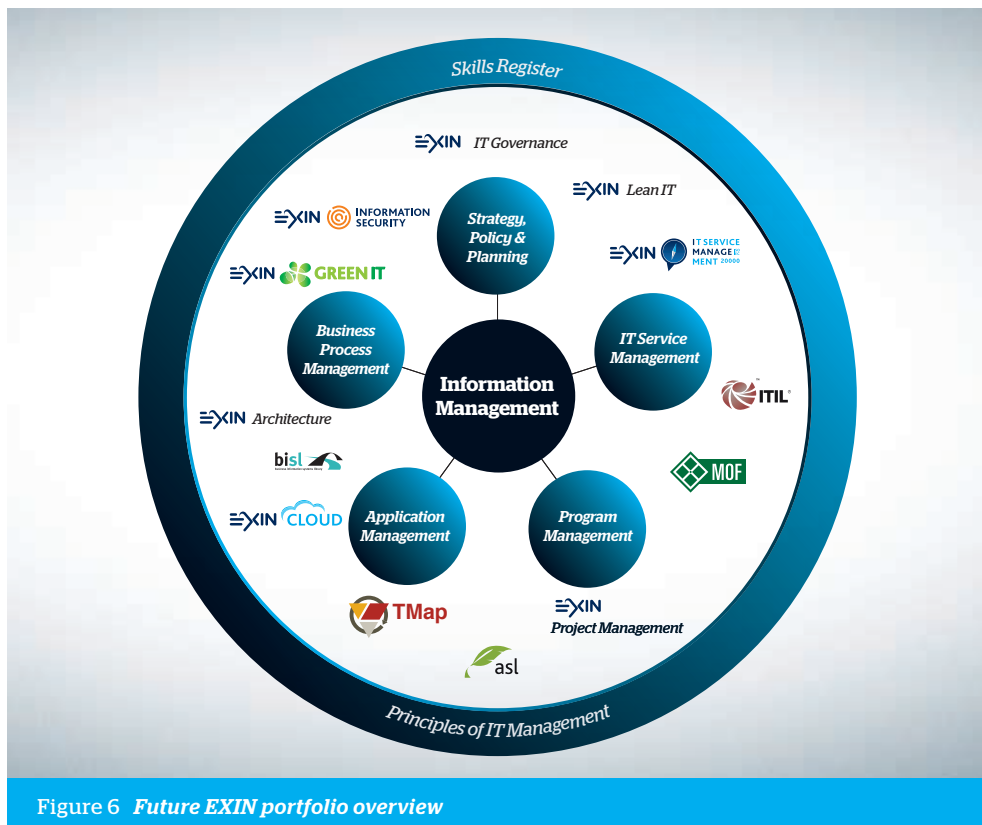 Skills Register
EXIN IT Governance
EXIN Lean IT
EXIN INFORMATION
SECURITY
Strategy,
Policy &
Planning
EXIN IT SERVICE
MANAGE
MENT 20000
EXIN GREEN IT
Business
Process
Management
IT Service
Management
Information
Management
ITIL®
EXIN Architecture
bisl
MOF
EXIN CLOUD
Application
Management
Program
Management
TMap
EXIN
Project Management
asl
Principles of IT Management
Figure 6 Future EXIN portfolio overview